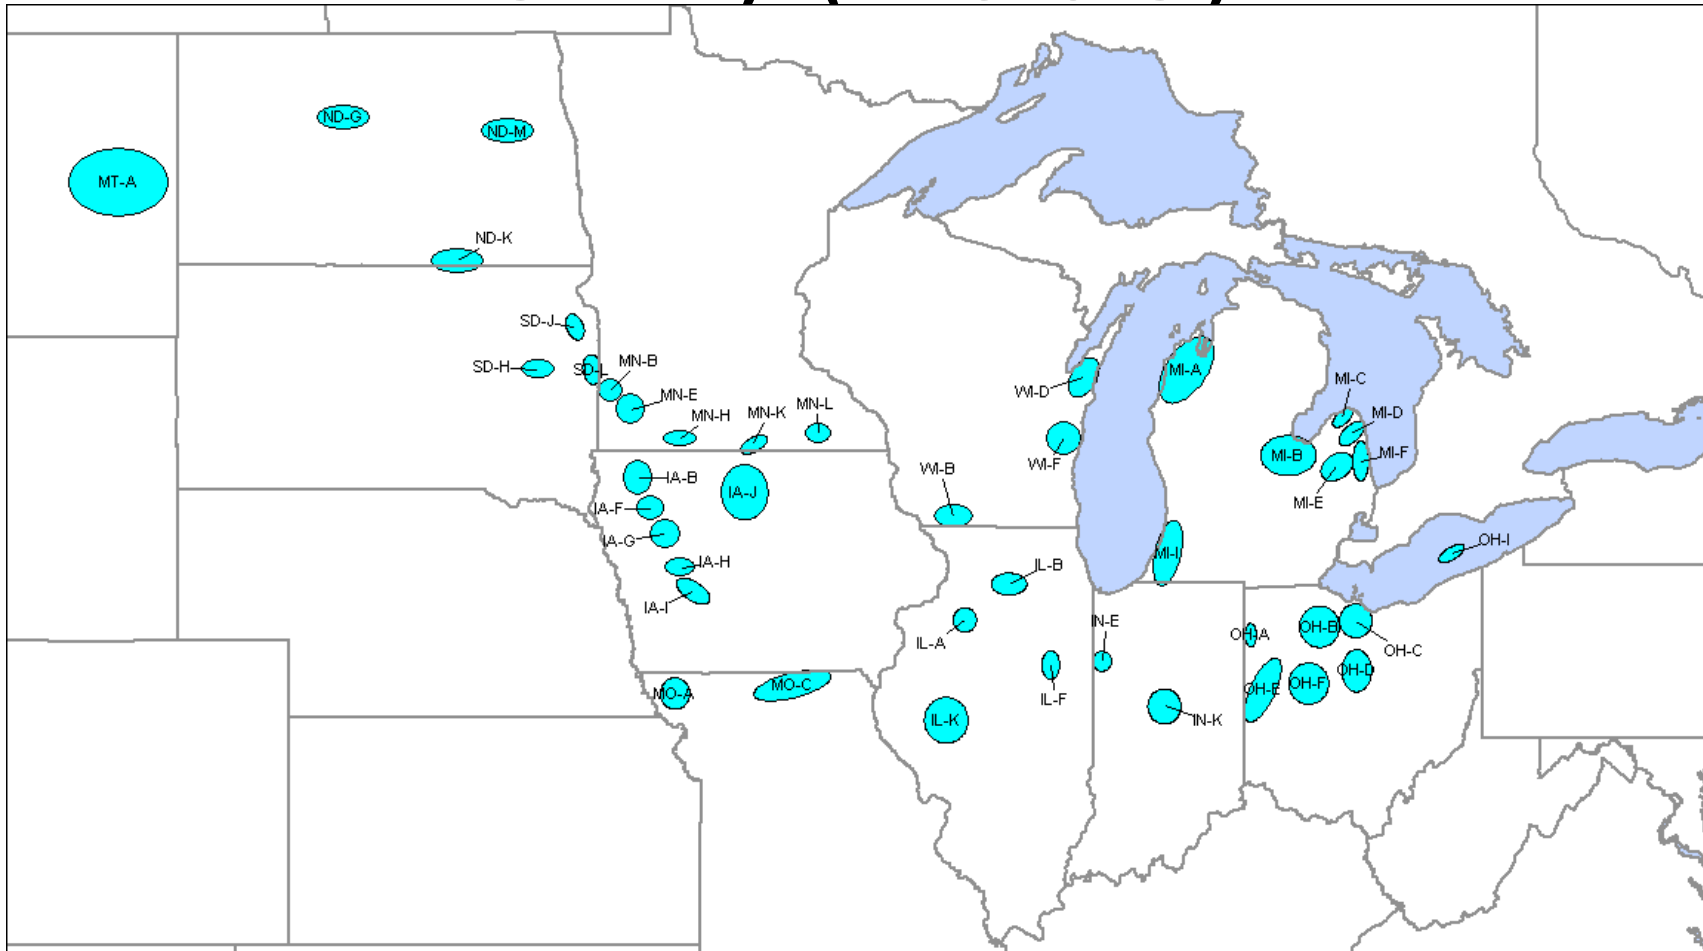 ND-G
ND-M
MT-A
ND-K
SD-J
SD-H
SD-L
MN-B
MN-E
MN-H
MN-K
MN-L
WI-D
MI-A
MI-C
MI-D
WI-F
MI-B
MI-F
MI-E
WI-B
IA-B
IA-J
IA-F
IA-G
IA-H
IA-I
MI-I
OH-I
IL-B
IL-A
IN-E
OH-A
OH-B
OH-C
OH-D
IL-F
OH-E
OH-F
MO-A
MO-C
IL-K
IN-K